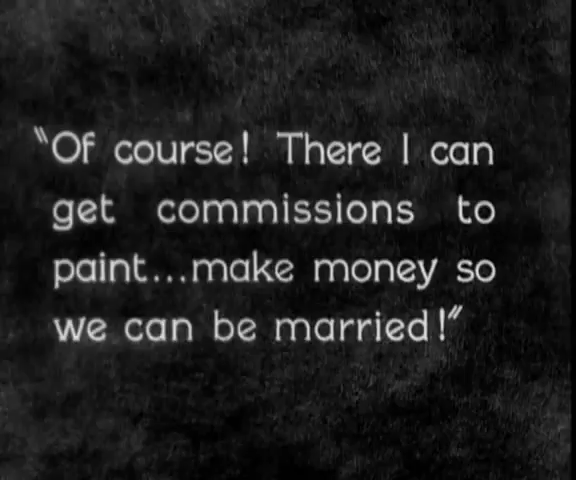 "Of course! There I can
get commissions to
paint...make money so
we can be married!"